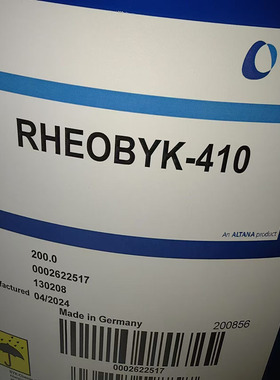 RHEOBYK-410
An ALTANA product
200.0
0002622517
130208
factured 04/2024
Made in Germany
200856
0002622517